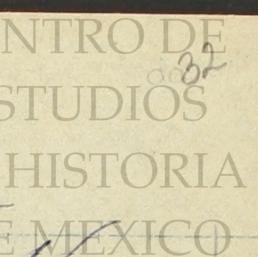 NTRO DE
32
STUDIOS
HISTORIA
E MEXICO